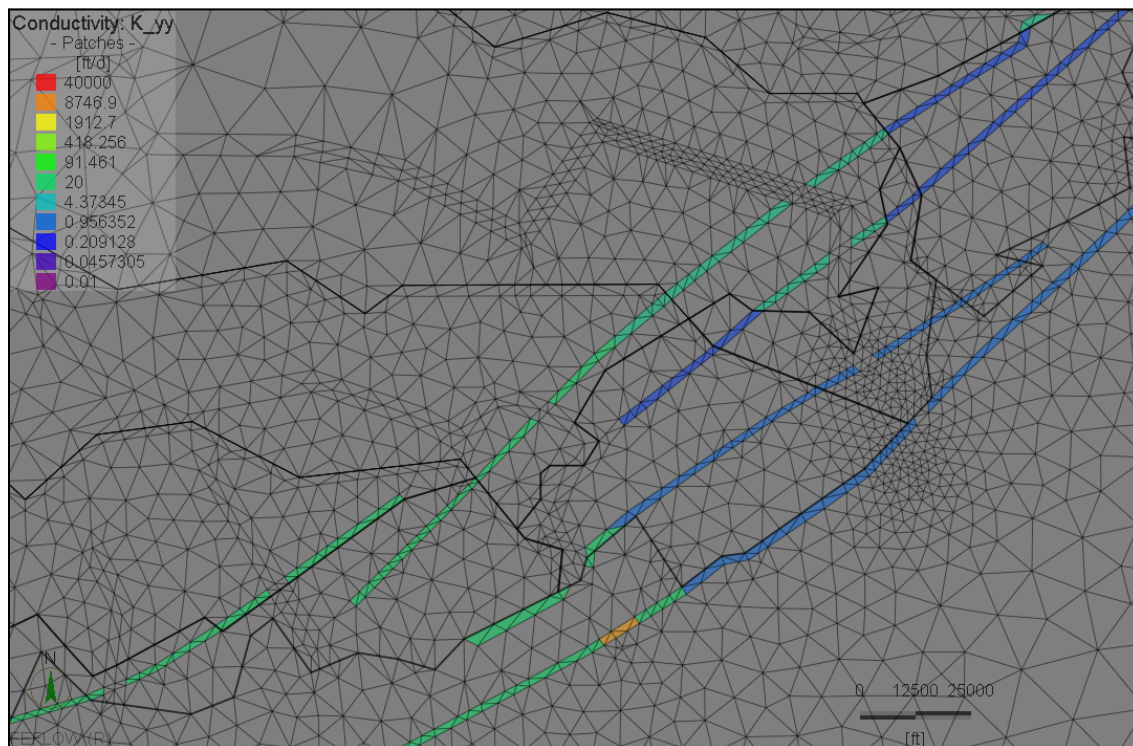 Conductivity: K_yy
- Patches -
[ft/d]
40000
8746.9
1912.7
418.256
91.461
20
4.37345
0.956352
0.209128
0.0457305
0.01
N
FEFLOW (R)
0 12500 25000
[ft]